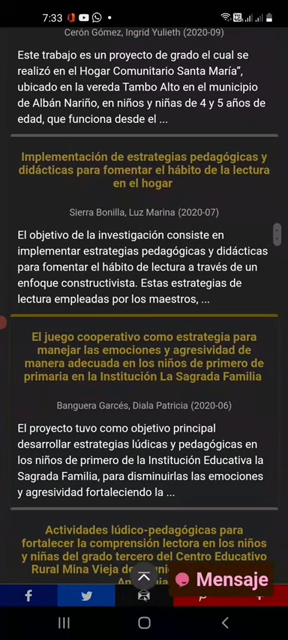 7:33
33%
Cerón Gómez, Ingrid Yulieth (2020-09)
Este trabajo es un proyecto de grado el cual se
realizó en el Hogar Comunitario Santa María”,
ubicado en la vereda Tambo Alto en el municipio
de Albán Nariño, en niños y niñas de 4 y 5 años de
edad, que funciona desde el ...
Implementación de estrategias pedagógicas y
didácticas para fomentar el hábito de la lectura
en el hogar
Sierra Bonilla, Luz Marina (2020-07)
El objetivo de la investigación consiste en
implementar estrategias pedagógicas y didácticas
para fomentar el hábito de lectura a través de un
enfoque constructivista. Estas estrategias de
lectura empleadas por los maestros, ...
El juego cooperativo como estrategia para
manejar las emociones y agresividad de
manera adecuada en los niños de primero de
primaria en la Institución La Sagrada Familia
Banguera Garcés, Diala Patricia (2020-06)
El proyecto tuvo como objetivo principal
desarrollar estrategias lúdicas y pedagógicas en
los niños de primero de la Institución Educativa la
Sagrada Familia, para disminuirlas las emociones
y agresividad fortaleciendo la ...
Actividades lúdico-pedagógicas para
fortalecer la comprensión lectora en los niños
y niñas del grado tercero del Centro Educativo
Rural Mina Vieja de
Mensaje